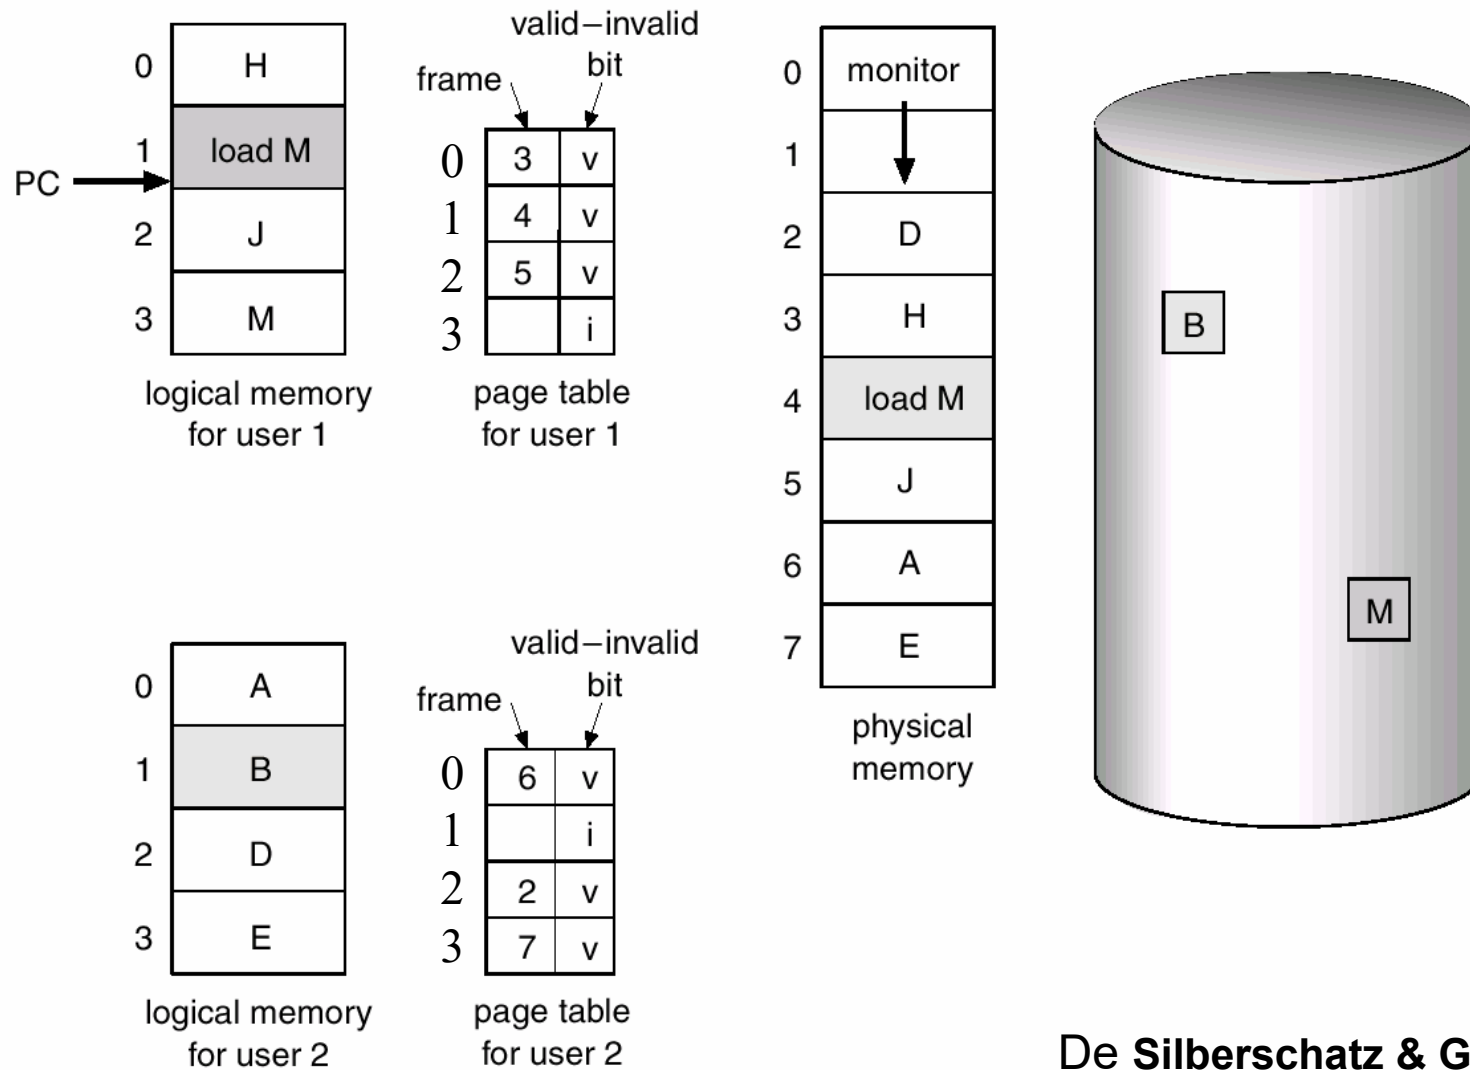 valid–invalid
bit
frame
0 H
1 load M
PC
2 J
3 M
logical memory
for user 1
0 3 v
1 4 v
2 5 v
3 i
page table
for user 1
0 monitor
1
2 D
3 H
4 load M
5 J
6 A
7 E
physical
memory
B
M
0 A
1 B
2 D
3 E
logical memory
for user 2
valid–invalid
bit
frame
0 6 v
1 i
2 2 v
3 7 v
page table
for user 2
De Silberschatz & G